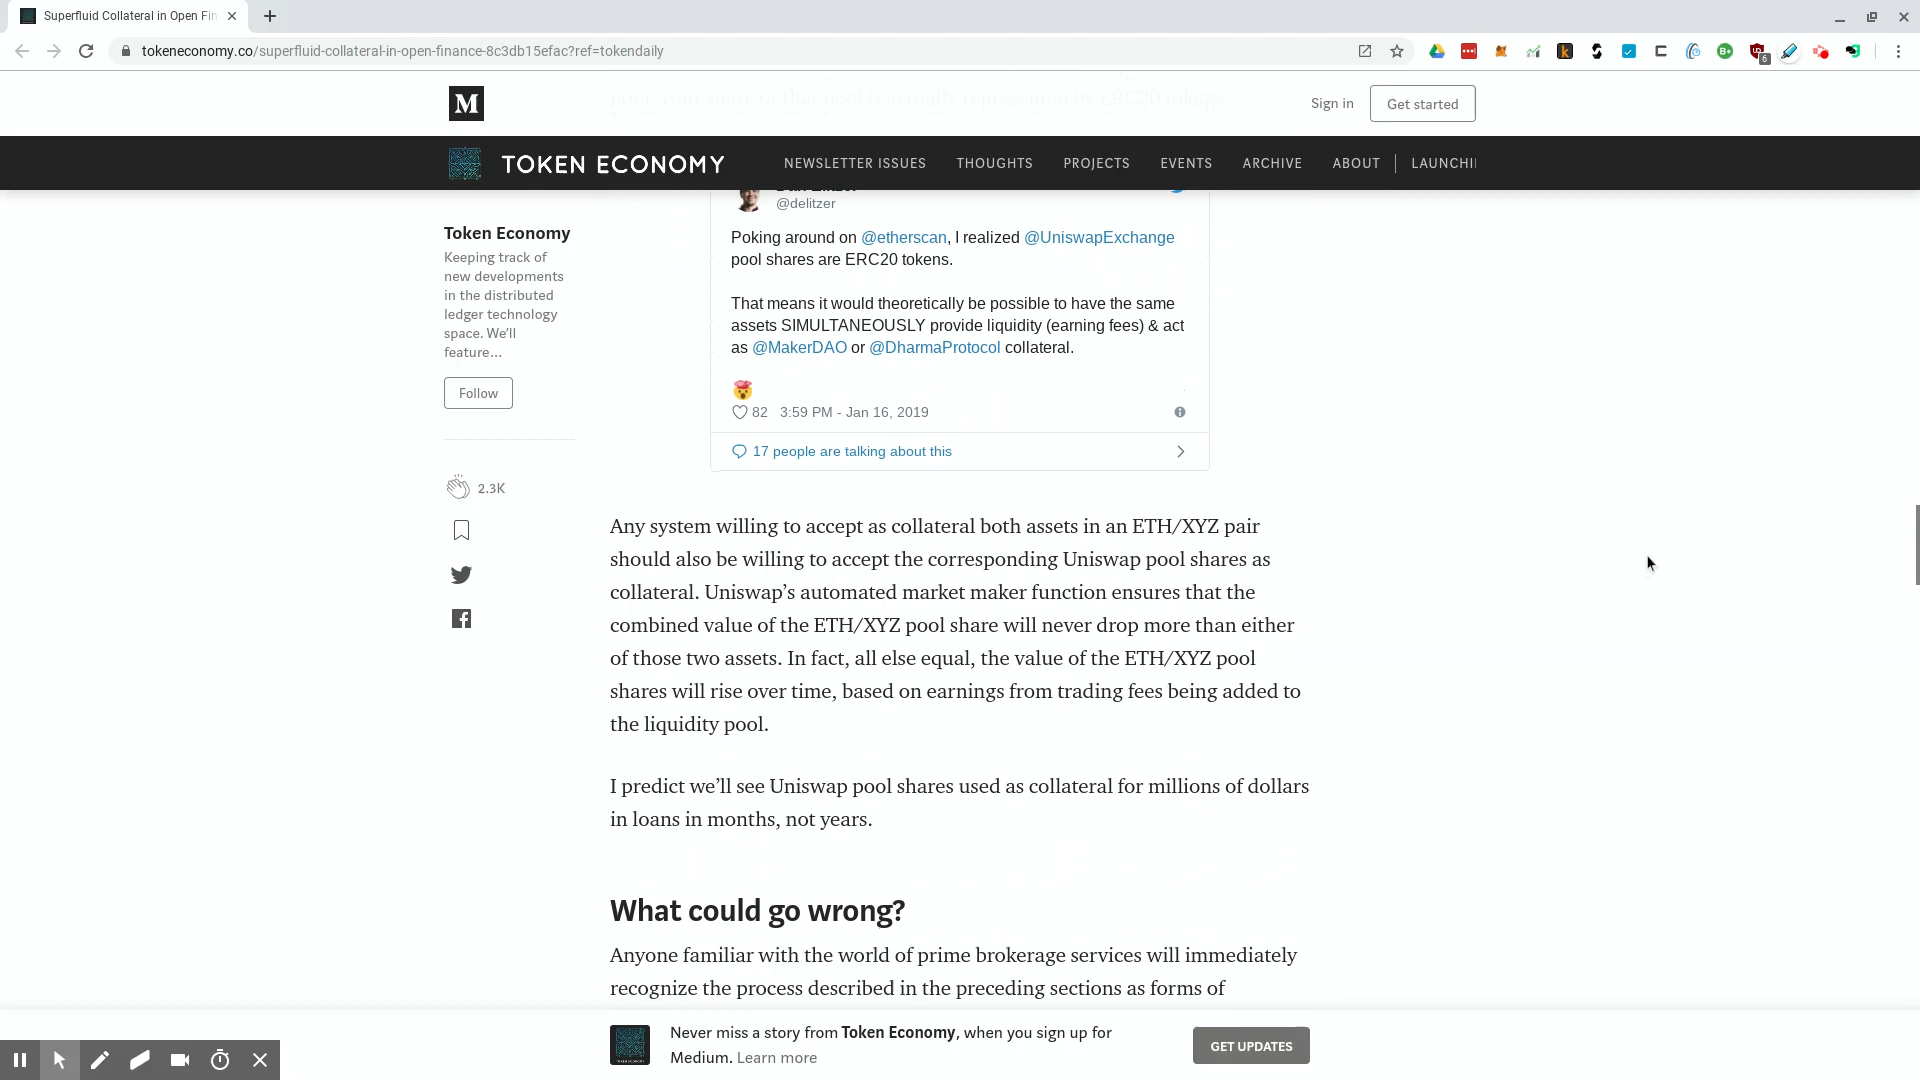 Superfluid Collateral in Open Fin
tokeneconomy.co/superfluid-collateral-in-open-finance-8c3db15efac?ref=tokendaily
6
M
pool, your share of that pool is actually represented by ERC20
Sign in
Get started
TOKEN ECONOMY
NEWSLETTER ISSUES
THOUGHTS
PROJECTS
EVENTS
ARCHIVE
ABOUT
LAUNCHI
Token Economy
Keeping track of
new developments
in the distributed
ledger technology
space. We'll
feature…
Follow
2.3K
@delitzer
Poking around on @etherscan, I realized @UniswapExchange
pool shares are ERC20 tokens.
That means it would theoretically be possible to have the same
assets SIMULTANEOUSLY provide liquidity (earning fees) & act
as @MakerDAO or @DharmaProtocol collateral.
🤯
82 3:59 PM - Jan 16, 2019
17 people are talking about this
Any system willing to accept as collateral both assets in an ETH/XYZ pair
should also be willing to accept the corresponding Uniswap pool shares as
collateral. Uniswap’s automated market maker function ensures that the
combined value of the ETH/XYZ pool share will never drop more than either
of those two assets. In fact, all else equal, the value of the ETH/XYZ pool
shares will rise over time, based on earnings from trading fees being added to
the liquidity pool.
I predict we’ll see Uniswap pool shares used as collateral for millions of dollars
in loans in months, not years.
What could go wrong?
Anyone familiar with the world of prime brokerage services will immediately
recognize the process described in the preceding sections as forms of
Never miss a story from Token Economy, when you sign up for
Medium. Learn more
GET UPDATES